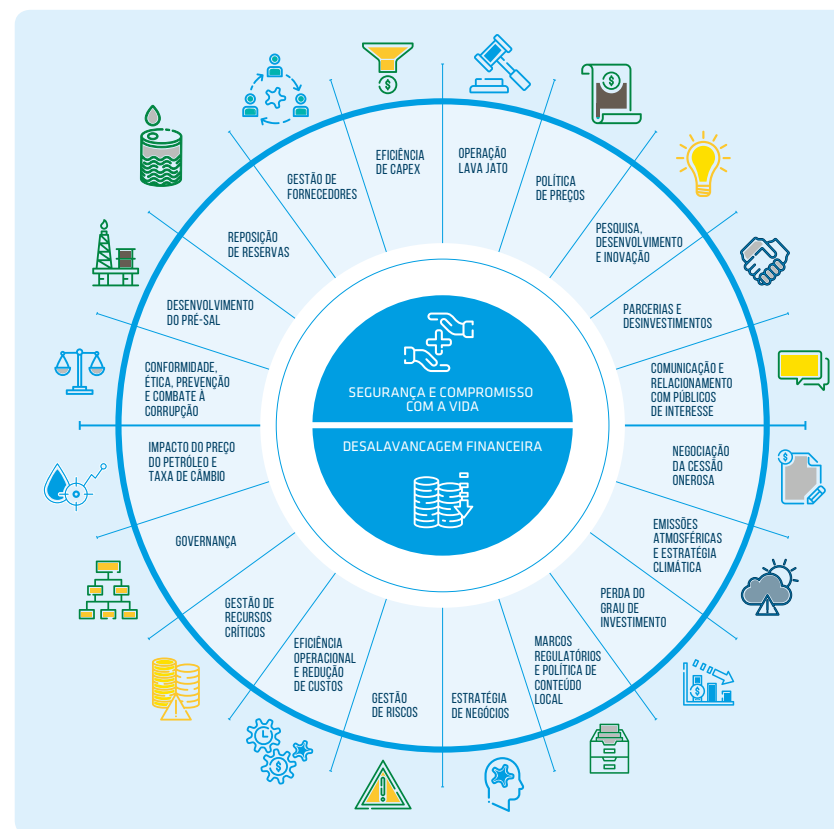 OPERAÇÃO
LAVA JATO
POLÍTICA
DE PREÇOS
PESQUISA,
DESENVOLVIMENTO
E INOVAÇÃO
PARCERIAS E
DESINVESTIMENTOS
COMUNICAÇÃO E
RELACIONAMENTO
COM PÚBLICOS
DE INTERESSE
NEGOCIAÇÃO
DA CESSÃO
ONEROSA
EMISSÕES
ATMOSFÉRICAS
E ESTRATÉGIA
CLIMÁTICA
PERDA DO
GRAU DE
INVESTIMENTO
MARCOS
REGULATÓRIOS
E POLÍTICA DE
CONTEÚDO
LOCAL
ESTRATÉGIA
DE NEGÓCIOS
GESTÃO
DE RISCOS
EFICIÊNCIA
OPERACIONAL
E REDUÇÃO
DE CUSTOS
GESTÃO DE
RECURSOS
CRÍTICOS
GOVERNANÇA
IMPACTO DO PREÇO
DO PETRÓLEO E
TAXA DE CÂMBIO
CONFORMIDADE,
ÉTICA, PREVENÇÃO
E COMBATE À
CORRUPÇÃO
DESENVOLVIMENTO
DO PRÉ-SAL
REPOSIÇÃO
DE RESERVAS
GESTÃO DE
FORNECEDORES
EFICIÊNCIA
DE CAPEX
SEGURANÇA E COMPROMISSO
COM A VIDA
DESALAVANCAGEM FINANCEIRA